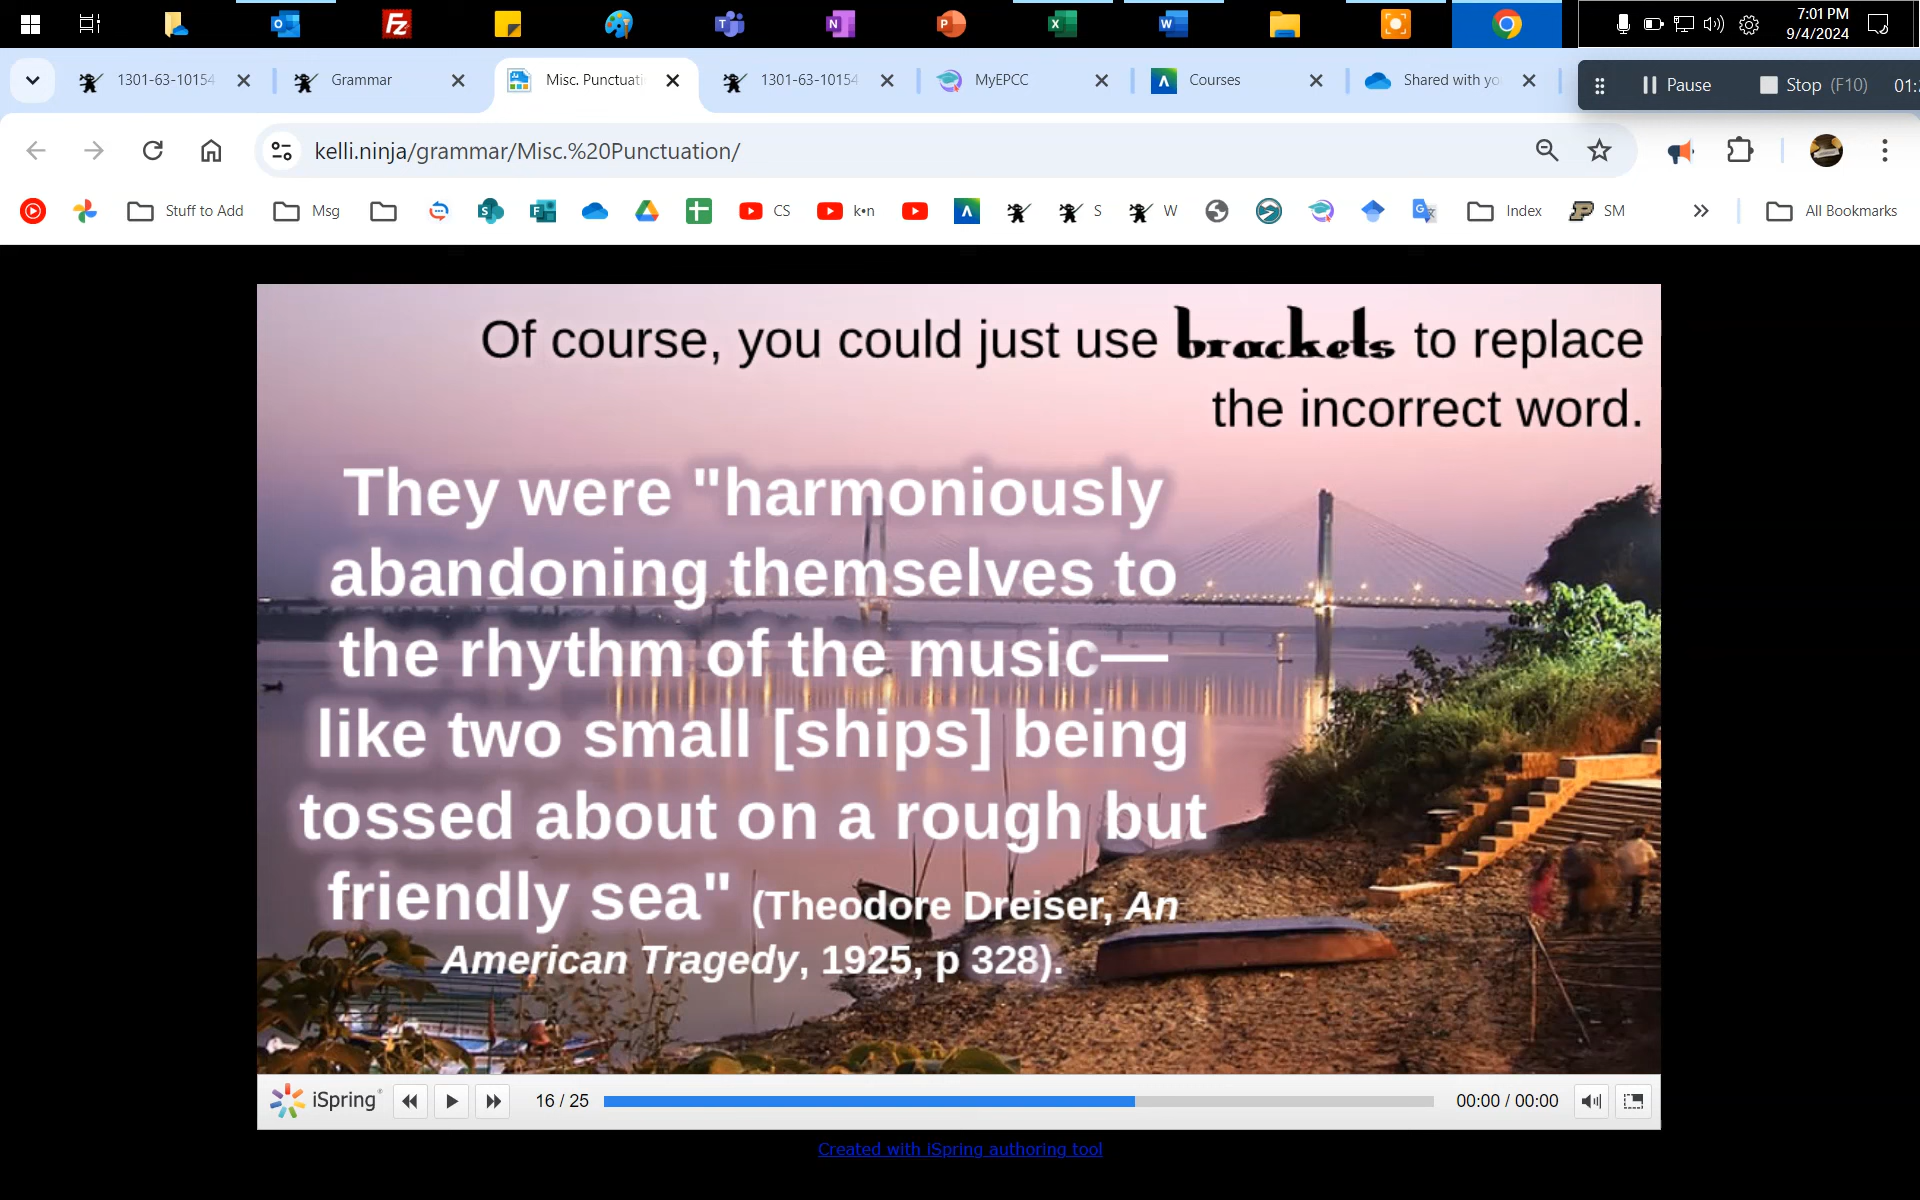 7:01 PM
9/4/2024
1301-63-10154
Grammar
Misc. Punctuati
1301-63-10154
MyEPCC
Courses
Shared with yo
Pause
Stop (F10)
01:
kelli.ninja/grammar/Misc.%20Punctuation/
Stuff to Add
Msg
CS
k•n
S
W
Index
SM
All Bookmarks
Of course, you could just use brackets to replace
the incorrect word.
They were "harmoniously
abandoning themselves to
the rhythm of the music—
like two small [ships] being
tossed about on a rough but
friendly sea" (Theodore Dreiser, An
American Tragedy, 1925, p 328).
iSpring
16 / 25
00:00 / 00:00
Created with iSpring authoring tool